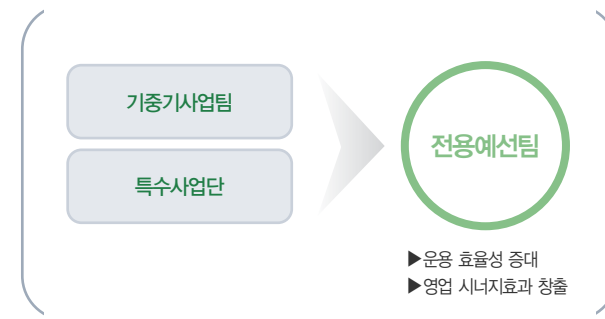 기중기사업팀
특수사업단
전용예선팀
▶운용 효율성 증대
▶영업 시너지효과 창출